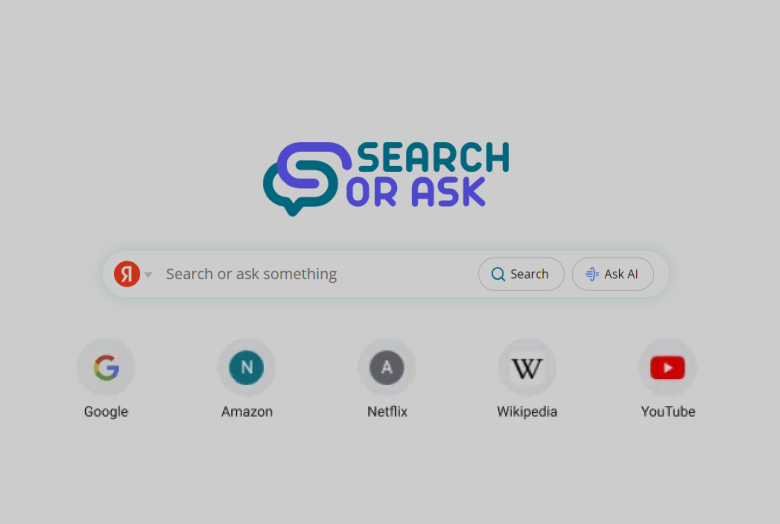 SEARCH
OR ASK
Я Search or ask something Search Ask AI
G N A W
Google Amazon Netflix Wikipedia YouTube